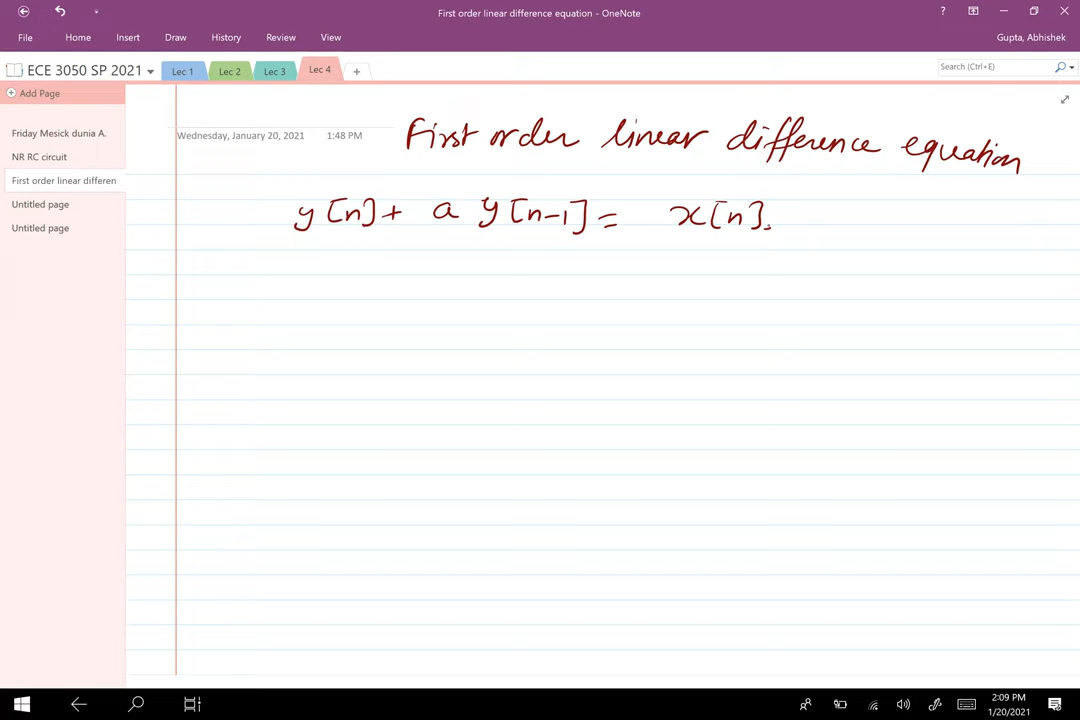 First order linear difference equation - OneNote
File Home Insert Draw History Review View
Gupta, Abhishek
ECE 3050 SP 2021
Lec 1 Lec 2 Lec 3 Lec 4
Search (Ctrl+E)
Add Page
Friday Mesick dunia A.
NR RC circuit
First order linear differen
Untitled page
Untitled page
Wednesday, January 20, 2021 1:48 PM
First order linear difference equation
y[n] + a y[n-1] = x[n].
2:09 PM
1/20/2021